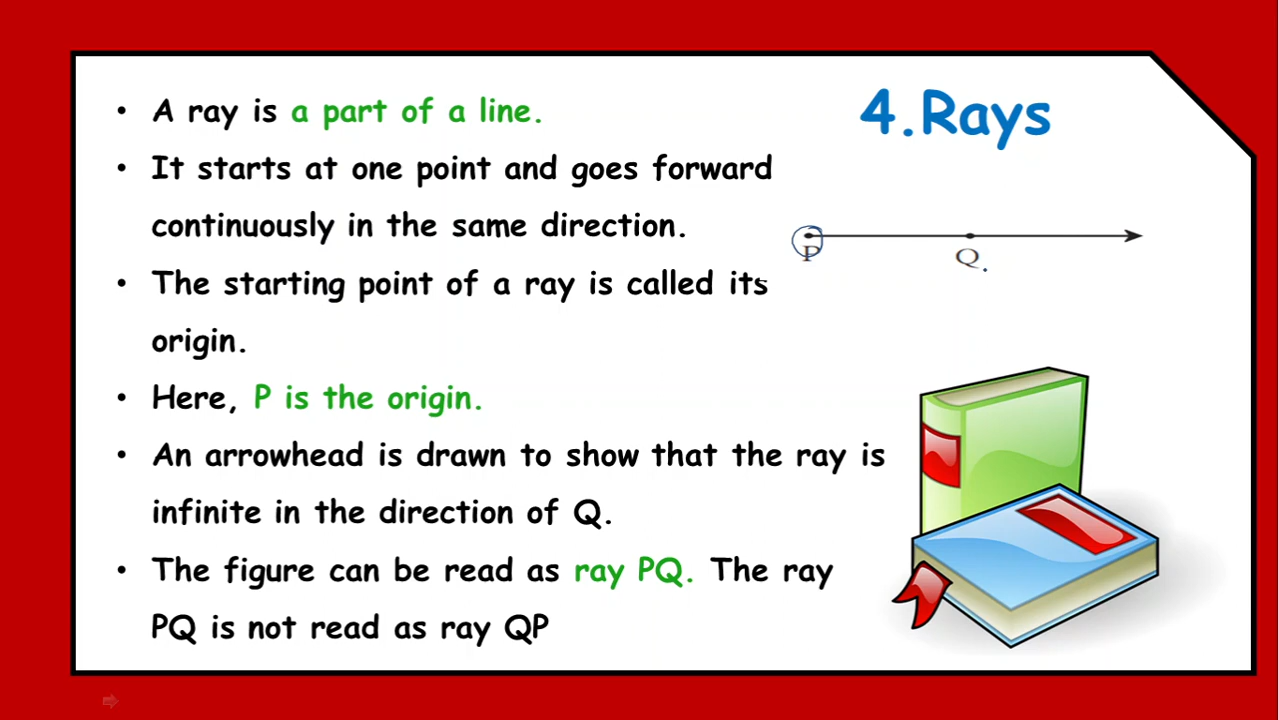 4.Rays
• A ray is a part of a line.
• It starts at one point and goes forward
continuously in the same direction.
• The starting point of a ray is called its
origin.
• Here, P is the origin.
• An arrowhead is drawn to show that the ray is
infinite in the direction of Q.
• The figure can be read as ray PQ. The ray
PQ is not read as ray QP
P
Q